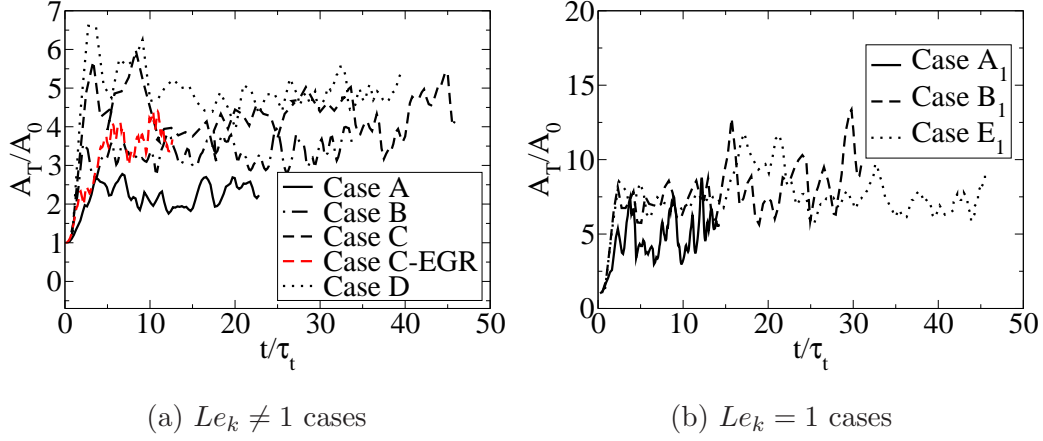 7
6
5
4
3
2
1
0
A_T/A_0
0 10 20 30 40 50
t/τ_t
Case A
Case B
Case C
Case C-EGR
Case D
(a) Le_k ≠ 1 cases
20
15
10
5
0
A_T/A_0
0 10 20 30 40 50
t/τ_t
Case A_1
Case B_1
Case E_1
(b) Le_k = 1 cases